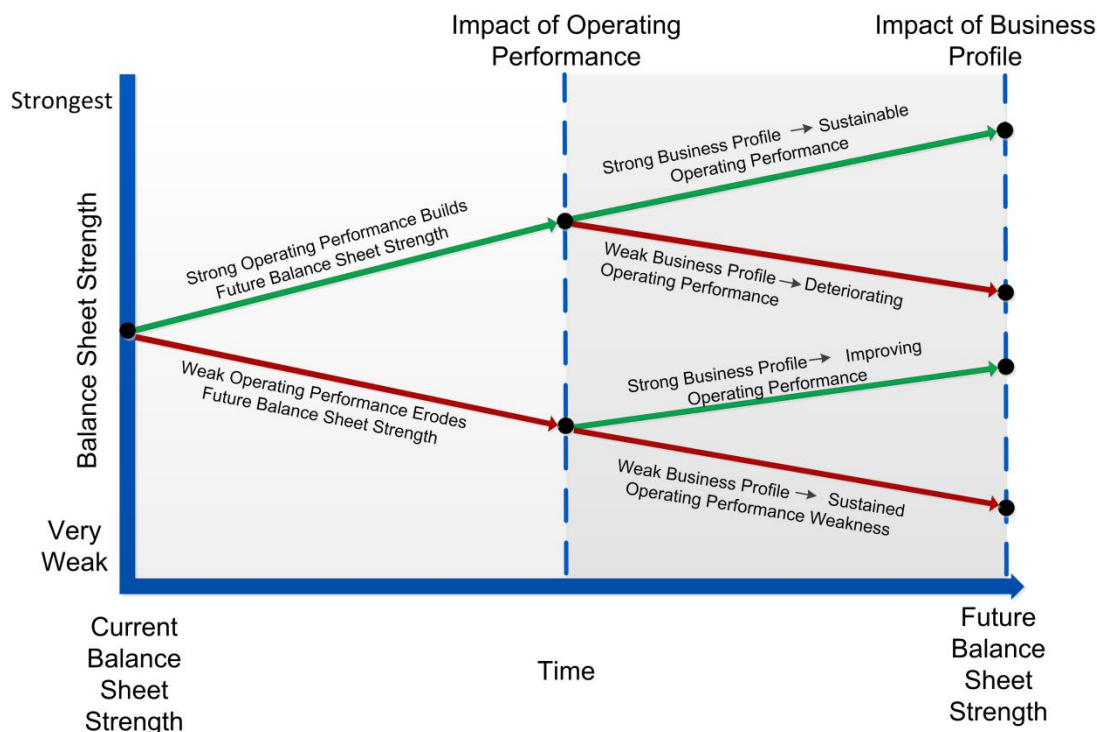 Impact of Operating
Performance
Impact of Business
Profile
Strongest
Balance Sheet Strength
Very
Weak
Strong Operating Performance Builds
Future Balance Sheet Strength
Weak Operating Performance Erodes
Future Balance Sheet Strength
Strong Business Profile → Sustainable
Operating Performance
Weak Business Profile → Deteriorating
Operating Performance
Strong Business Profile → Improving
Operating Performance
Weak Business Profile → Sustained
Operating Performance Weakness
Current
Balance
Sheet
Strength
Time
Future
Balance
Sheet
Strength